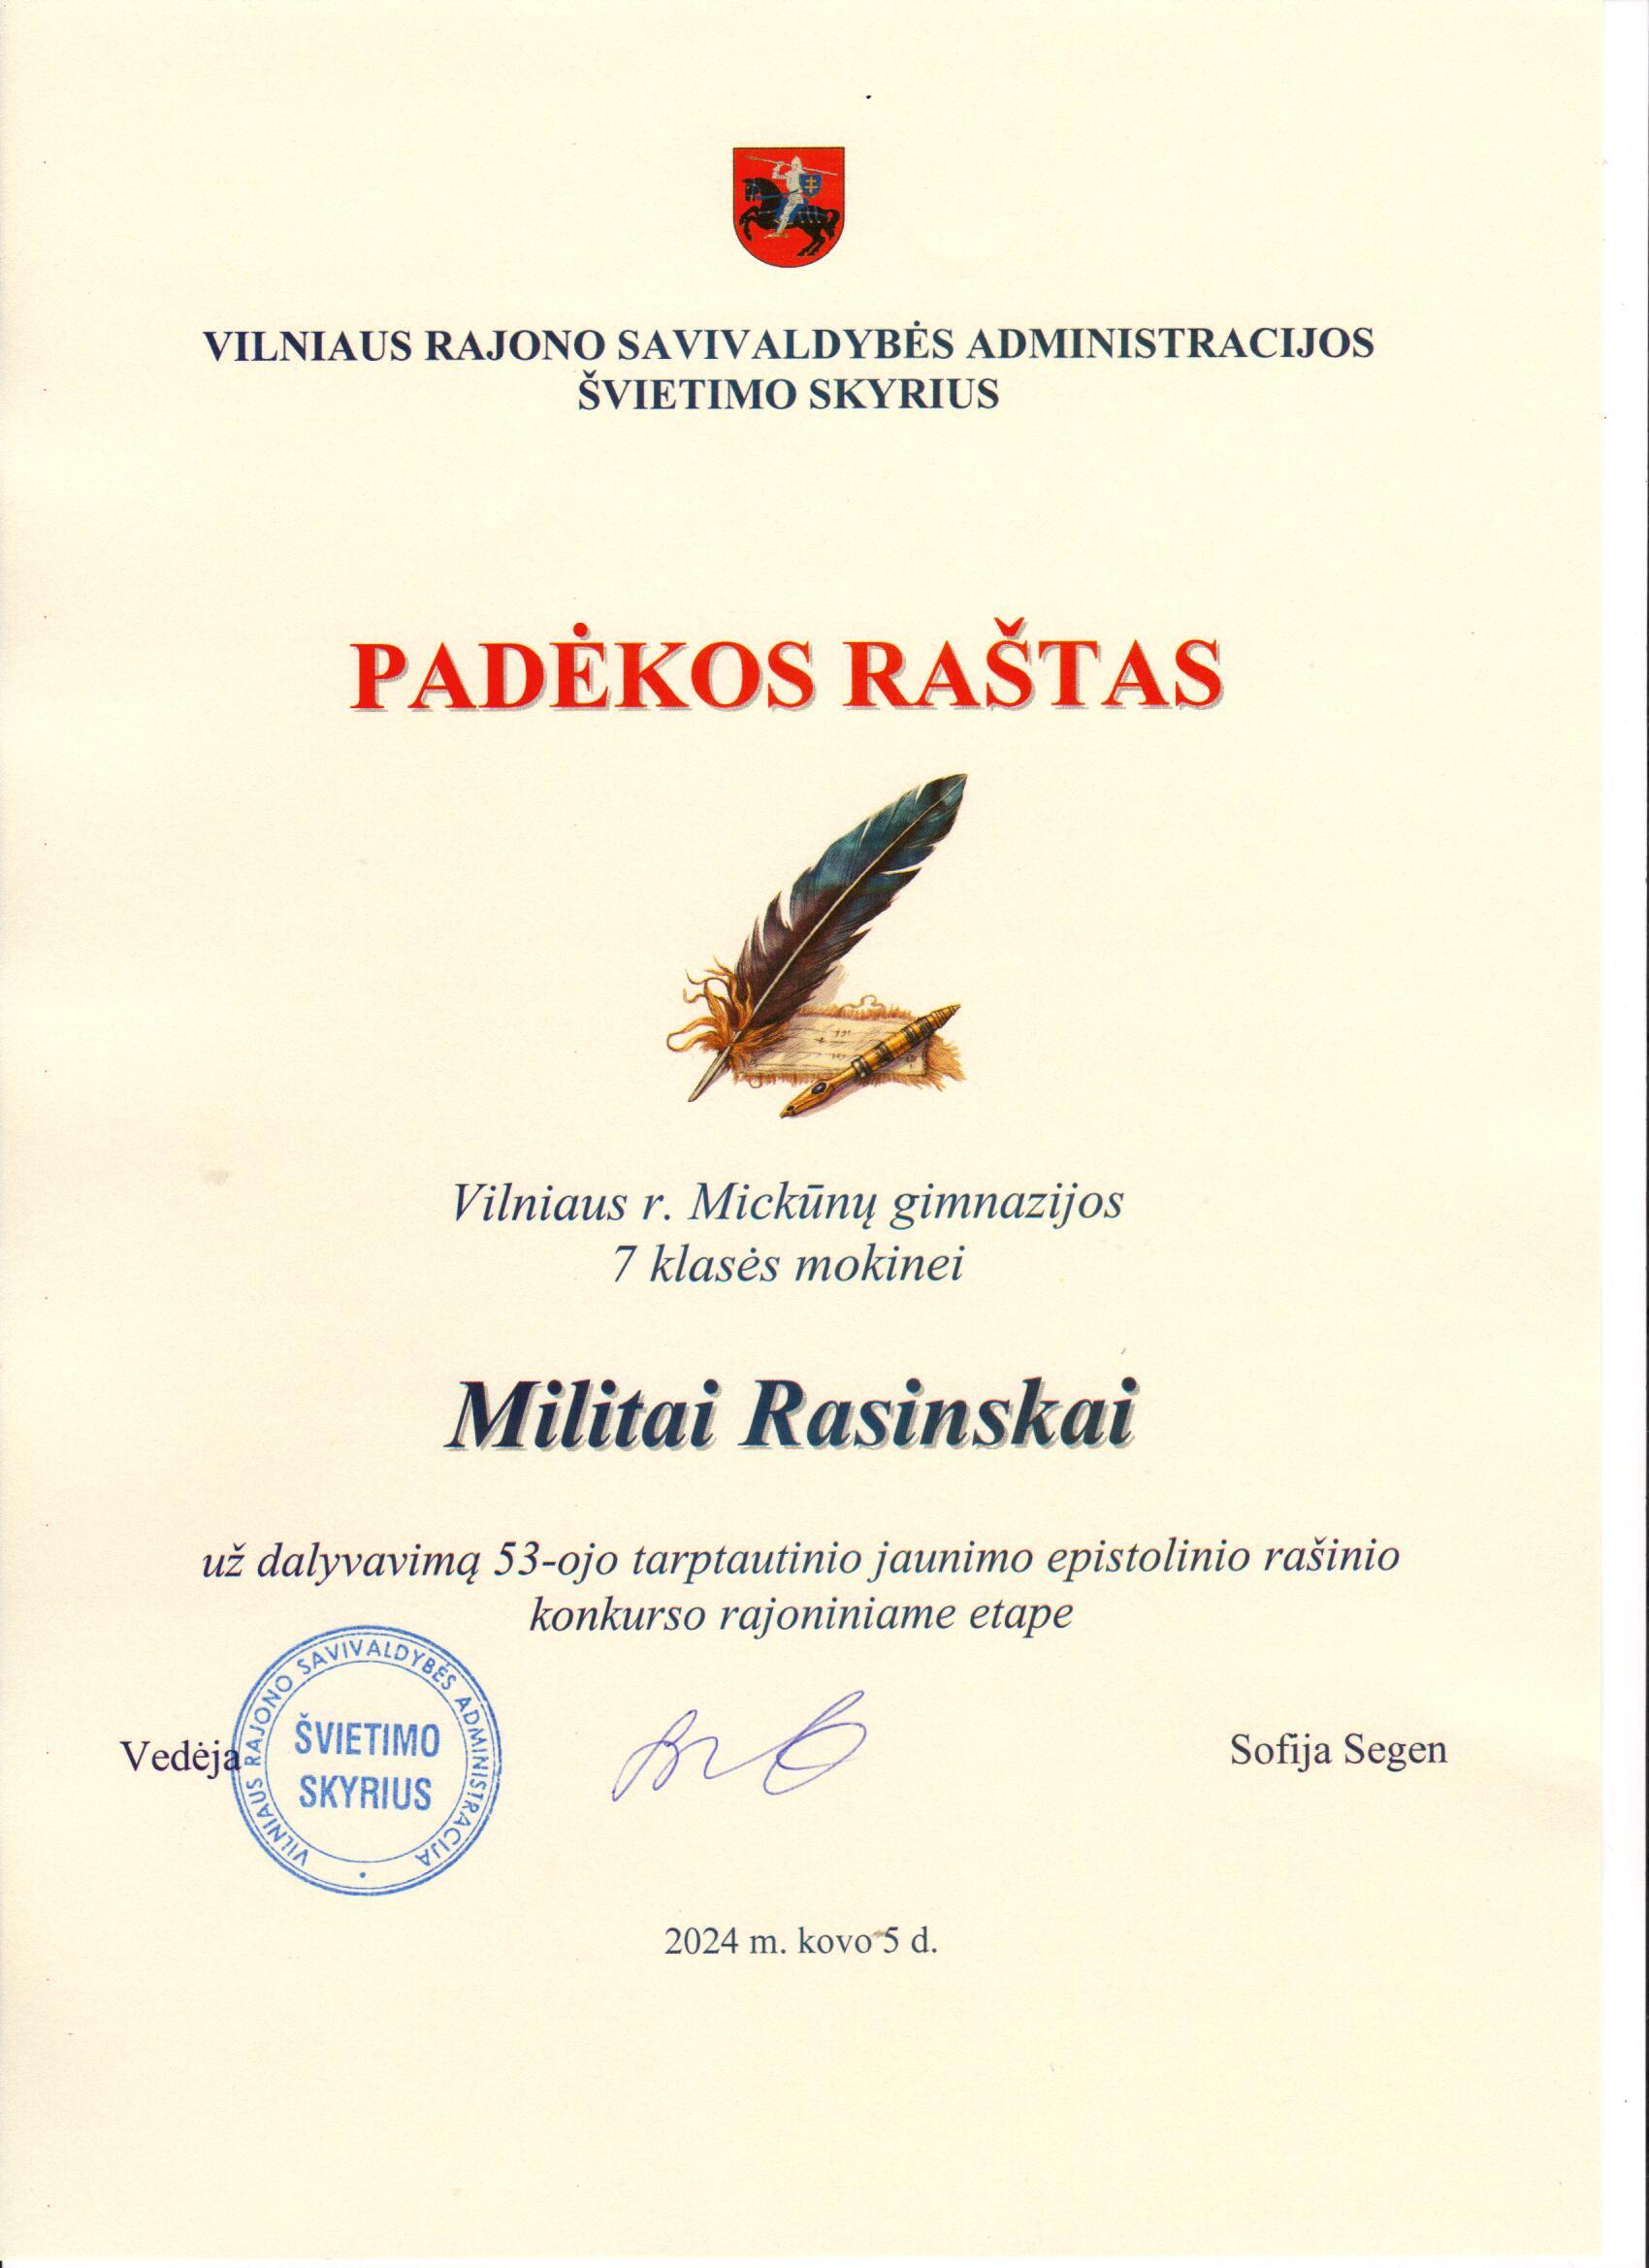 VILNIAUS RAJONO SAVIVALDYBĖS ADMINISTRACIJOS
ŠVIETIMO SKYRIUS
PADĖKOS RAŠTAS
Vilniaus r. Mickūnų gimnazijos
7 klasės mokinei
Militai Rasinskai
už dalyvavimą 53-ojo tarptautinio jaunimo epistolinio rašinio
konkurso rajoniniame etape
Vedėja
VILNIAUS RAJONO SAVIVALDYBĖS ADMINISTRACIJA
ŠVIETIMO
SKYRIUS
Sofija Segen
2024 m. kovo 5 d.